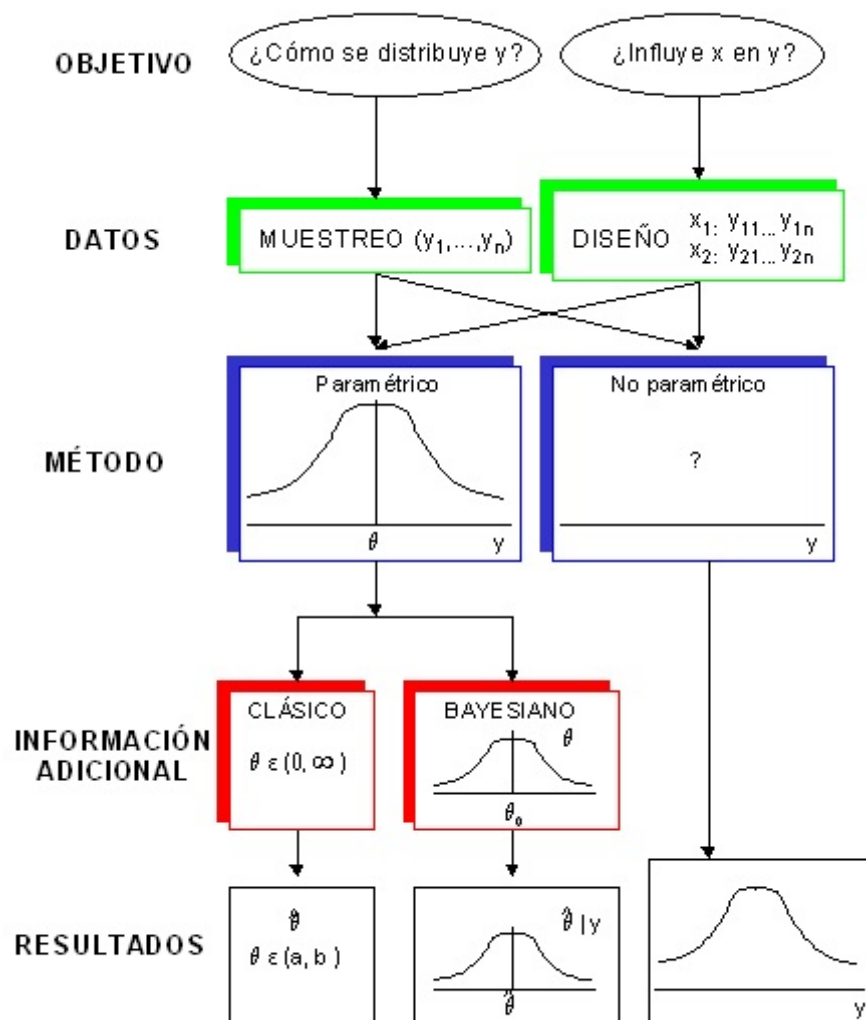 OBJETIVO
¿Cómo se distribuye y?
¿Influye x en y?
DATOS
MUESTREO (y₁,...,yₙ)
DISEÑO
x₁: y₁₁... y₁ₙ
x₂: y₂₁... y₂ₙ
MÉTODO
Paramétrico
θ
y
No paramétrico
?
y
INFORMACIÓN
ADICIONAL
CLÁSICO
θ ε (0, ∞)
BAYESIANO
θ
θ₀
RESULTADOS
θ̂
θ ε (a, b)
θ̂ | y
θ̂
y